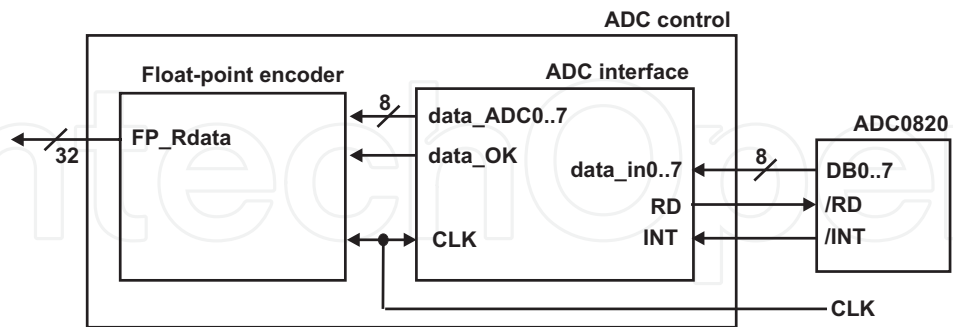 ADC control
Float-point encoder
ADC interface
8
data_ADC0..7
ADC0820
FP_Rdata
32
data_OK
data_in0..7
8
DB0..7
RD
/RD
CLK
INT
/INT
CLK